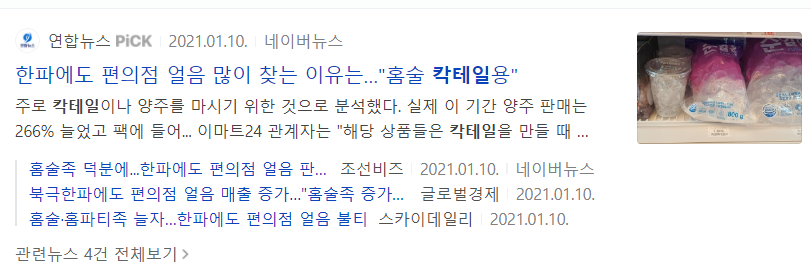 연합뉴스 PiCK 2021.01.10. 네이버뉴스
한파에도 편의점 얼음 많이 찾는 이유는..."홈술 칵테일용"
주로 칵테일이나 양주를 마시기 위한 것으로 분석했다. 실제 이 기간 양주 판매는
266% 늘었고 팩에 들어... 이마트24 관계자는 "해당 상품들은 칵테일을 만들 때 ...
홈술족 덕분에...한파에도 편의점 얼음 판... 조선비즈 2021.01.10. 네이버뉴스
북극한파에도 편의점 얼음 매출 증가..."홈술족 증가... 글로벌경제 2021.01.10.
홈술·홈파티족 늘자...한파에도 편의점 얼음 불티 스카이데일리 2021.01.10.
관련뉴스 4건 전체보기
800 g